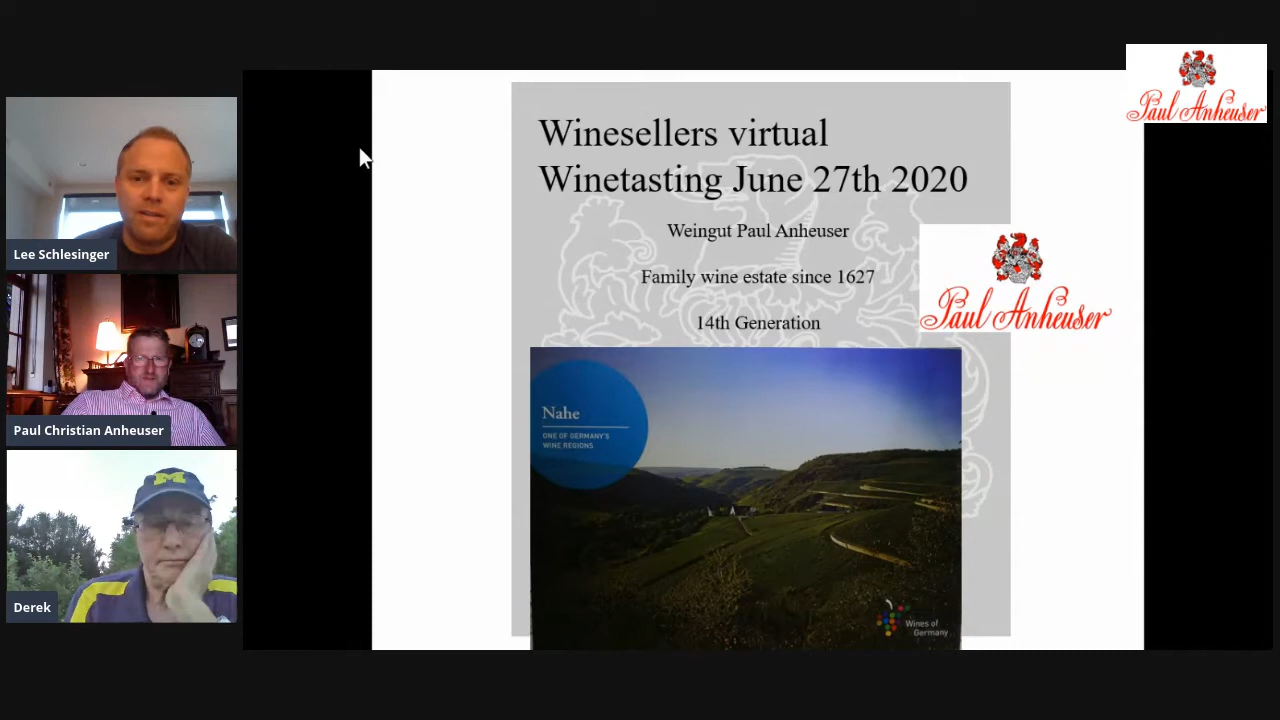 Paul Anheuser
Winesellers virtual
Winetasting June 27th 2020
Weingut Paul Anheuser
Family wine estate since 1627
14th Generation
Paul Anheuser
Nahe
ONE OF GERMANY'S
WINE REGIONS
Wines of
Germany
Lee Schlesinger
Paul Christian Anheuser
M
Derek